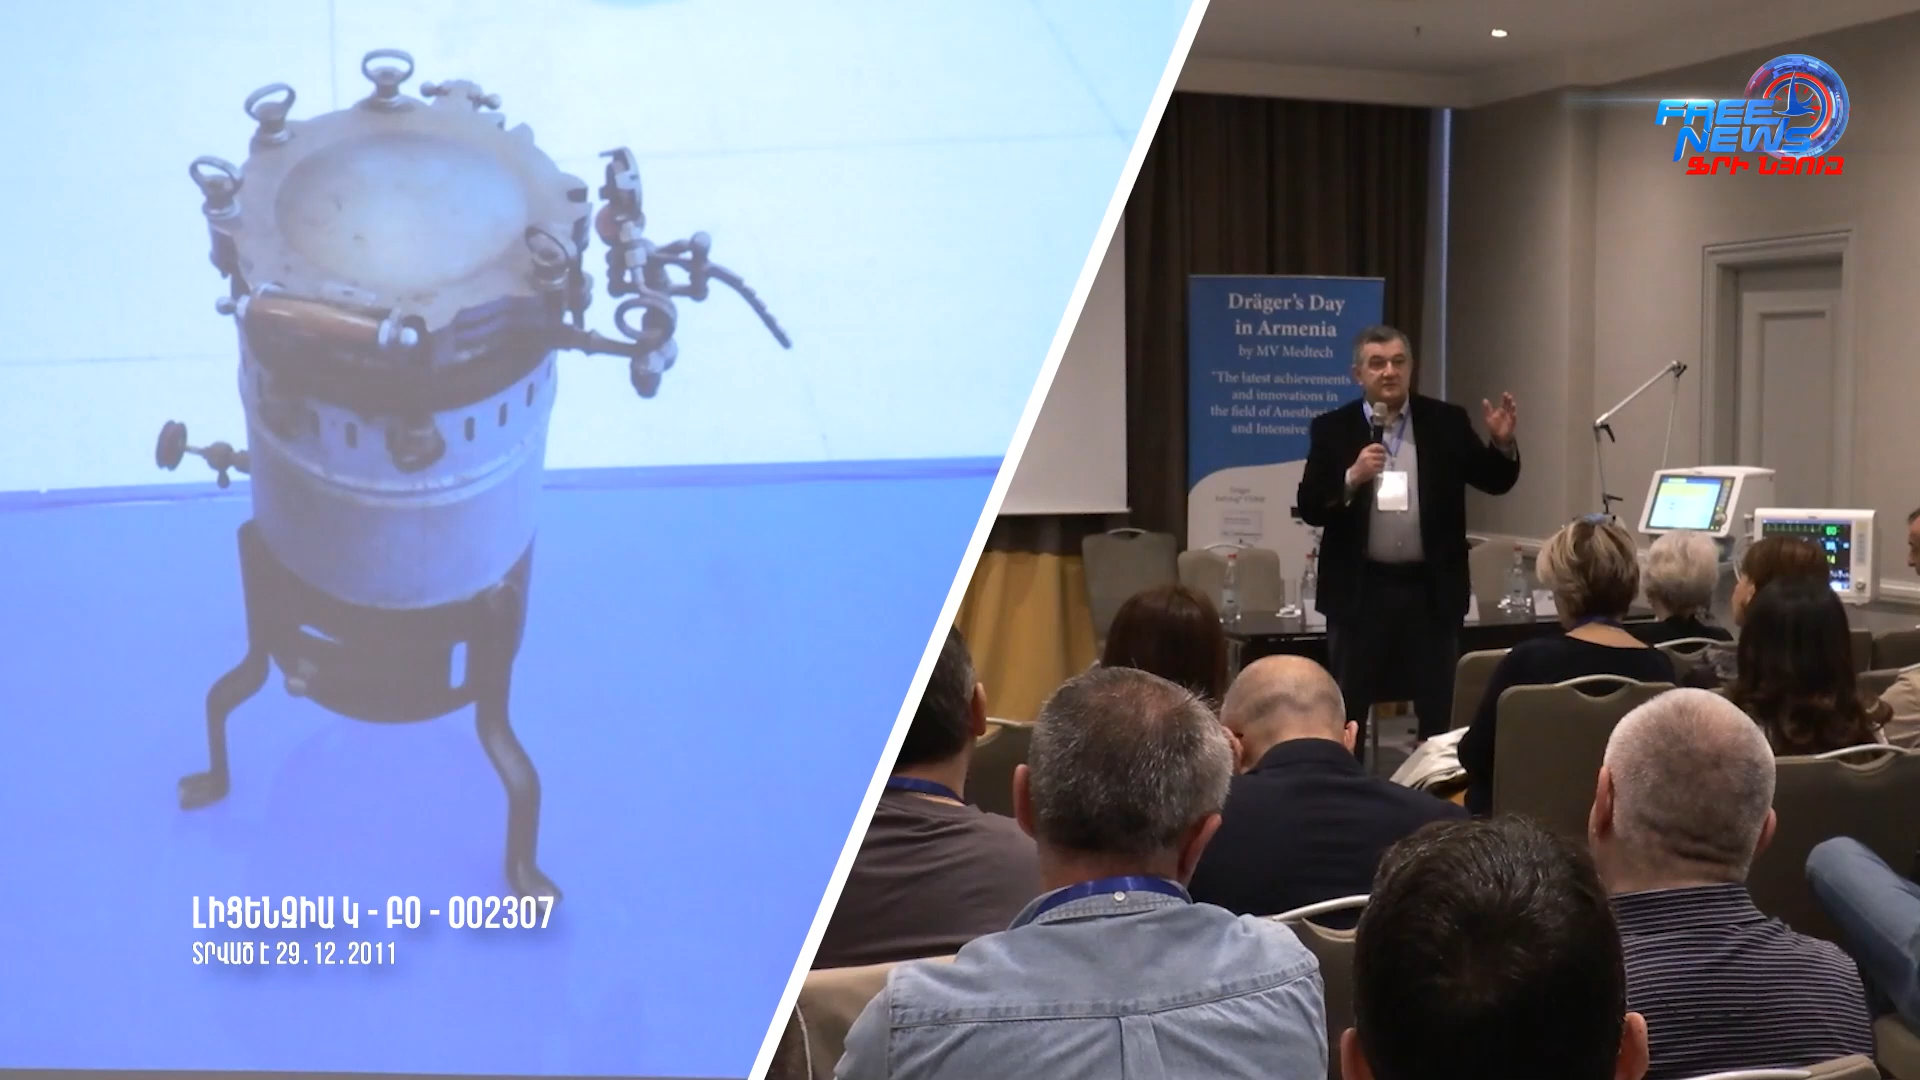 FREE
NEWS
ՖՐԻ ՆՅՈՒԶ
Dräger's Day
in Armenia
by MV Medtech
"The latest achievements
and innovations in
the field of
and Intensive
Dräger
ԼԻՑԵՆԶԻԱ Կ - ԲՕ - 002307
ՏՐՎԱԾ Է 29.12.2011